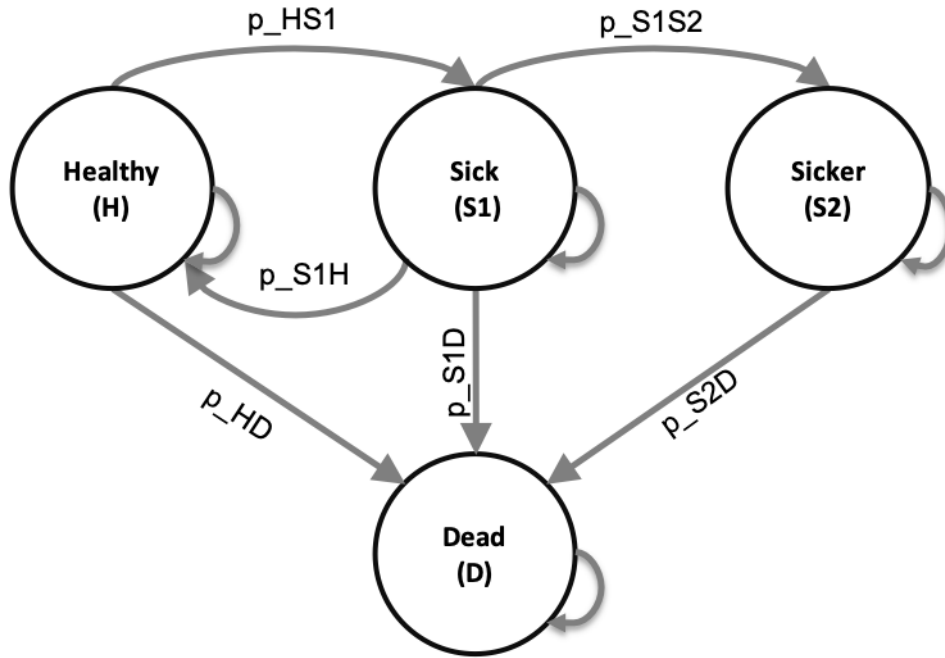 p_HS1
p_S1S2
Healthy
(H)
Sick
(S1)
Sicker
(S2)
p_S1H
p_HD
p_S1D
p_S2D
Dead
(D)